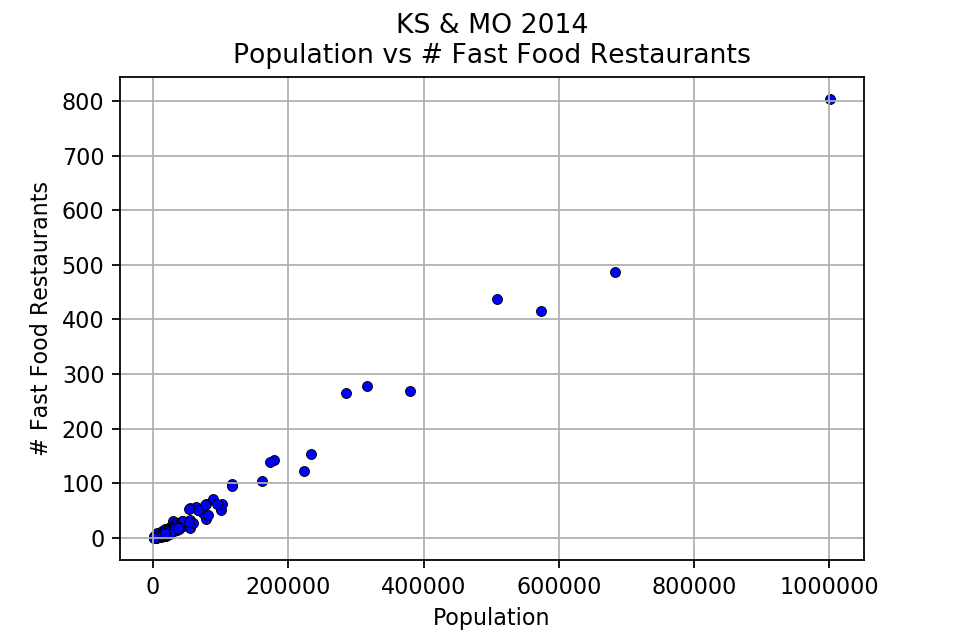 KS & MO 2014
Population vs # Fast Food Restaurants
# Fast Food Restaurants
800
700
600
500
400
300
200
100
0
0 200000 400000 600000 800000 1000000
Population